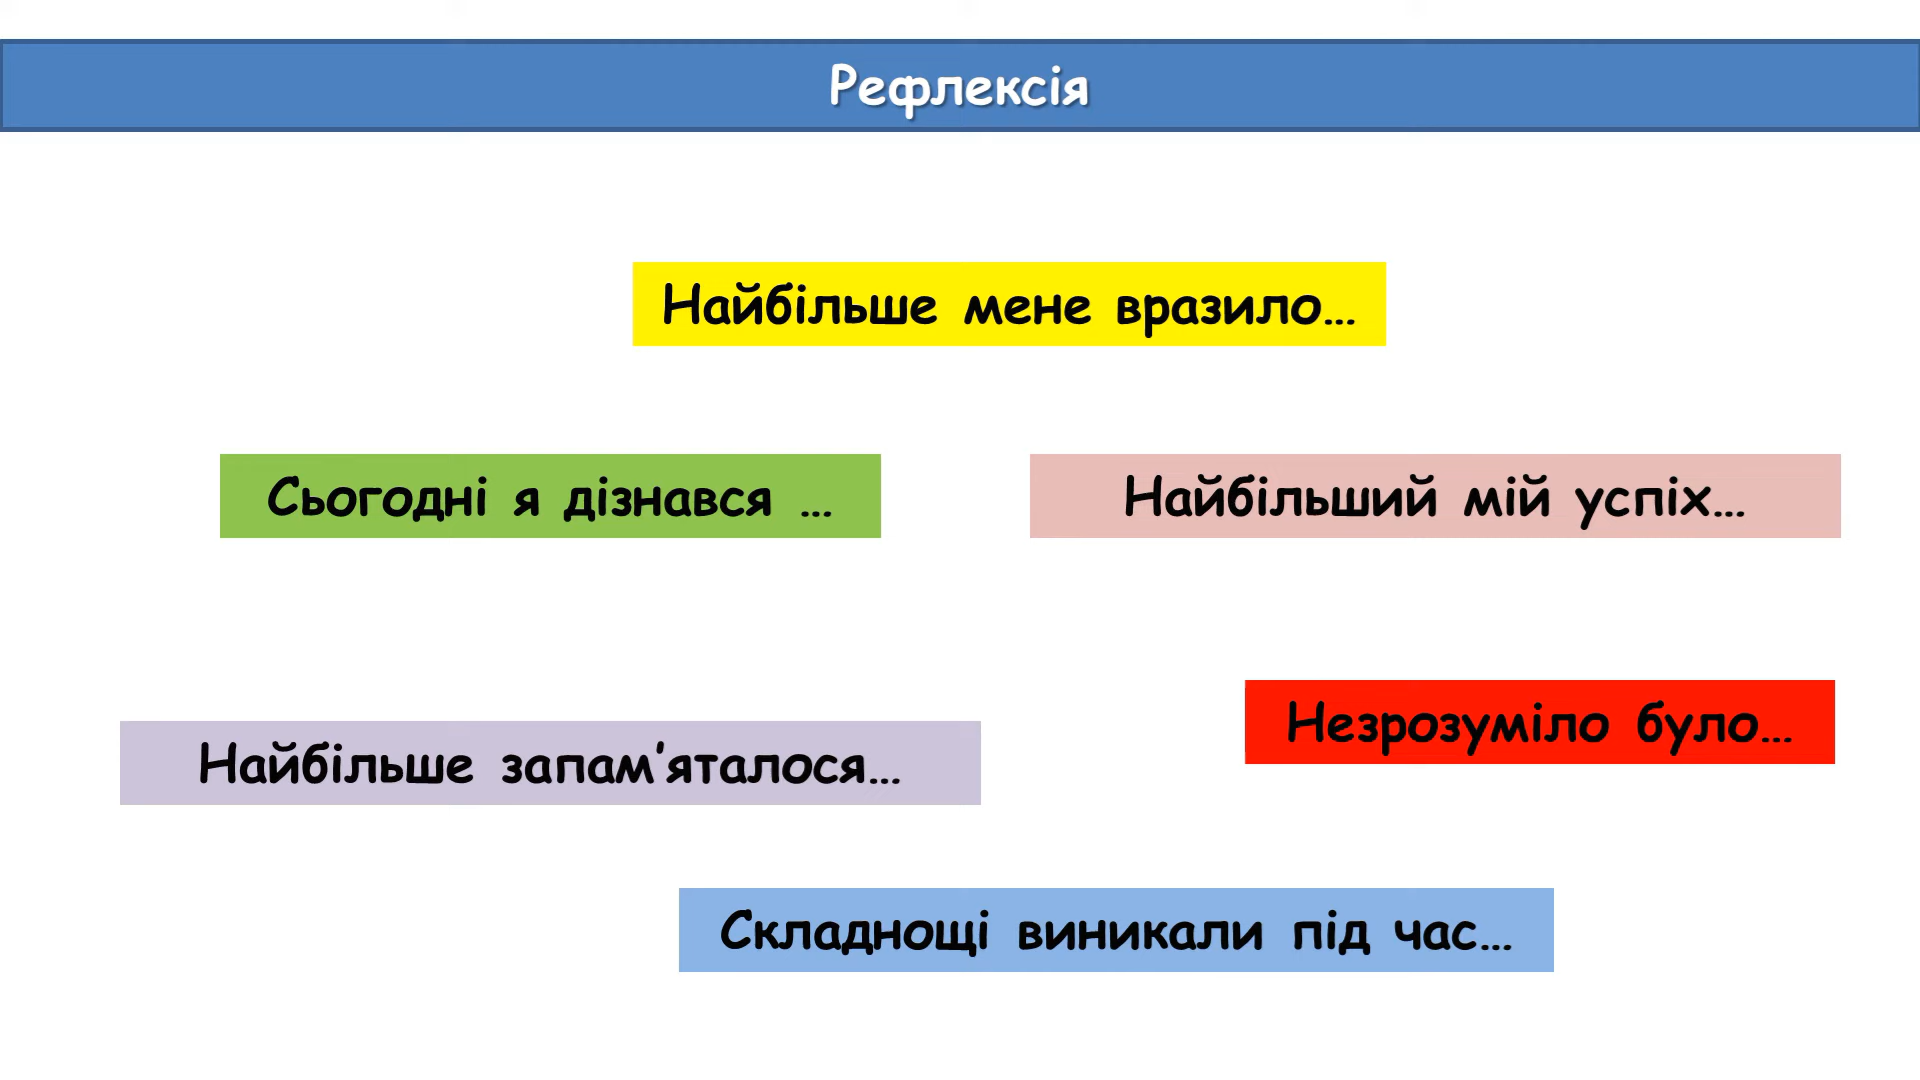 Рефлексія
Найбільше мене вразило…
Сьогодні я дізнався …
Найбільший мій успіх…
Незрозуміло було…
Найбільше запам’яталося…
Складнощі виникали під час…